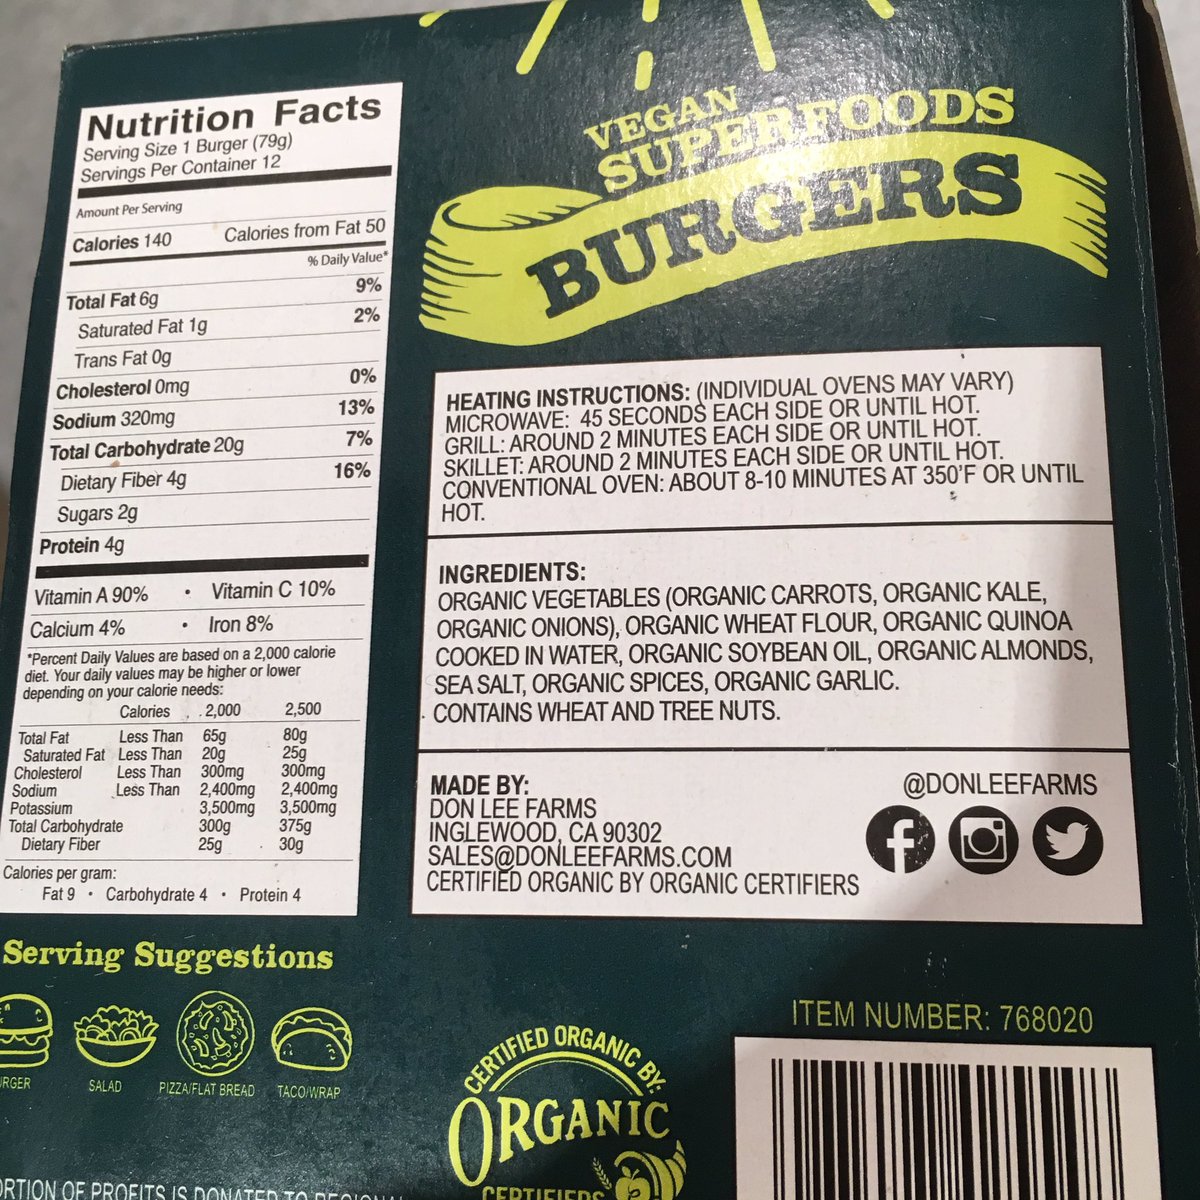 Nutrition Facts
Serving Size 1 Burger (79g)
Servings Per Container 12
Amount Per Serving
Calories 140 Calories from Fat 50
% Daily Value*
Total Fat 6g 9%
Saturated Fat 1g 2%
Trans Fat 0g
Cholesterol 0mg 0%
Sodium 320mg 13%
Total Carbohydrate 20g 7%
Dietary Fiber 4g 16%
Sugars 2g
Protein 4g
Vitamin A 90% • Vitamin C 10%
Calcium 4% • Iron 8%
*Percent Daily Values are based on a 2,000 calorie
diet. Your daily values may be higher or lower
depending on your calorie needs:
Calories 2,000 2,500
Total Fat Less Than 65g 80g
Saturated Fat Less Than 20g 25g
Cholesterol Less Than 300mg 300mg
Sodium Less Than 2,400mg 2,400mg
Potassium 3,500mg 3,500mg
Total Carbohydrate 300g 375g
Dietary Fiber 25g 30g
Calories per gram:
Fat 9 • Carbohydrate 4 • Protein 4
VEGAN
SUPERFOODS
BURGERS
HEATING INSTRUCTIONS: (INDIVIDUAL OVENS MAY VARY)
MICROWAVE: 45 SECONDS EACH SIDE OR UNTIL HOT.
GRILL: AROUND 2 MINUTES EACH SIDE OR UNTIL HOT.
SKILLET: AROUND 2 MINUTES EACH SIDE OR UNTIL HOT.
CONVENTIONAL OVEN: ABOUT 8-10 MINUTES AT 350'F OR UNTIL
HOT.
INGREDIENTS:
ORGANIC VEGETABLES (ORGANIC CARROTS, ORGANIC KALE,
ORGANIC ONIONS), ORGANIC WHEAT FLOUR, ORGANIC QUINOA
COOKED IN WATER, ORGANIC SOYBEAN OIL, ORGANIC ALMONDS,
SEA SALT, ORGANIC SPICES, ORGANIC GARLIC.
CONTAINS WHEAT AND TREE NUTS.
MADE BY:
DON LEE FARMS
INGLEWOOD, CA 90302
SALES@DONLEEFARMS.COM
CERTIFIED ORGANIC BY ORGANIC CERTIFIERS
@DONLEEFARMS
Serving Suggestions
URGER SALAD PIZZA/FLAT BREAD TACO/WRAP
CERTIFIED ORGANIC BY:
ORGANIC
CERTIFIERS
ITEM NUMBER: 768020
ORTION OF PROFITS IS DONATED TO REGIONAL